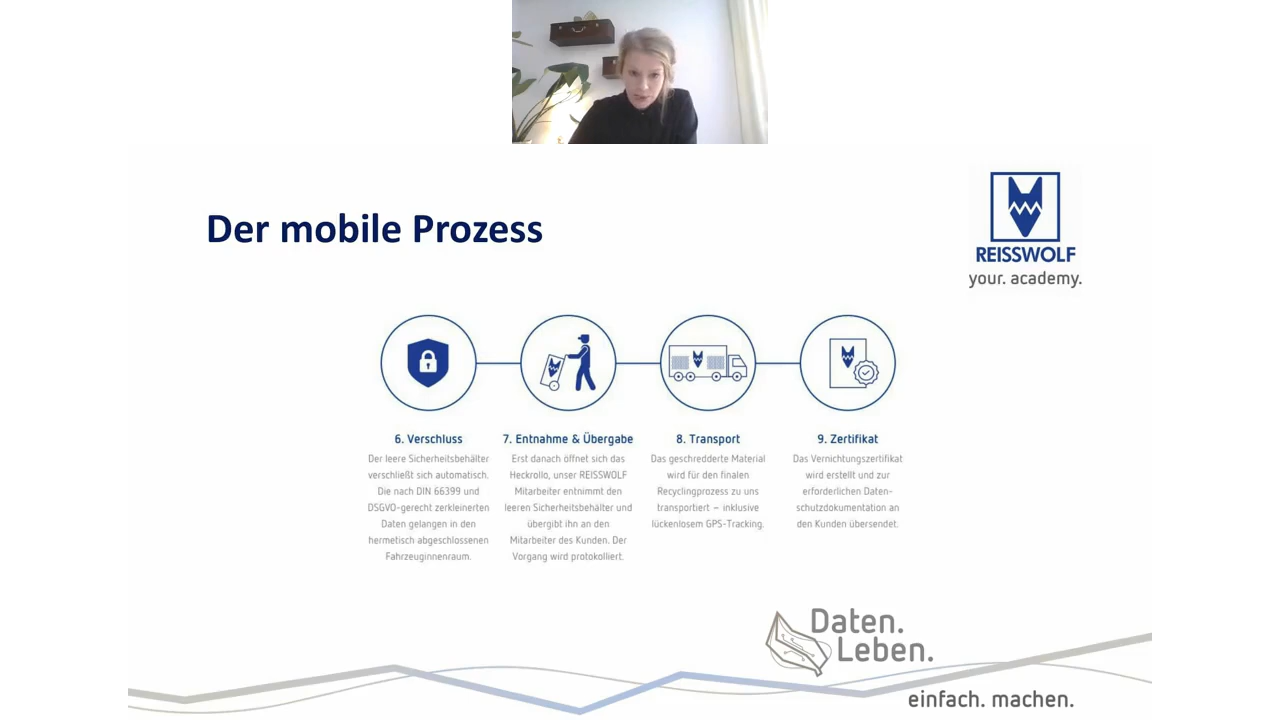 Der mobile Prozess
REISSWOLF
your. academy.
6. Verschluss
Der leere Sicherheitsbehälter
verschließt sich automatisch.
Die nach DIN 66399 und
DSGVO-gerecht zerkleinerten
Daten gelangen in den
hermetisch abgeschlossenen
Fahrzeuginnenraum.
7. Entnahme & Übergabe
Erst danach öffnet sich das
Heckrollo, unser REISSWOLF
Mitarbeiter entnimmt den
leeren Sicherheitsbehälter und
übergibt ihn an den
Mitarbeiter des Kunden. Der
Vorgang wird protokolliert.
8. Transport
Das geschredderte Material
wird für den finalen
Recyclingprozess zu uns
transportiert – inklusive
lückenlosem GPS-Tracking.
9. Zertifikat
Das Vernichtungszertifikat
wird erstellt und zur
erforderlichen Daten-
schutzdokumentation an
den Kunden übersendet.
Daten.
Leben.
einfach. machen.